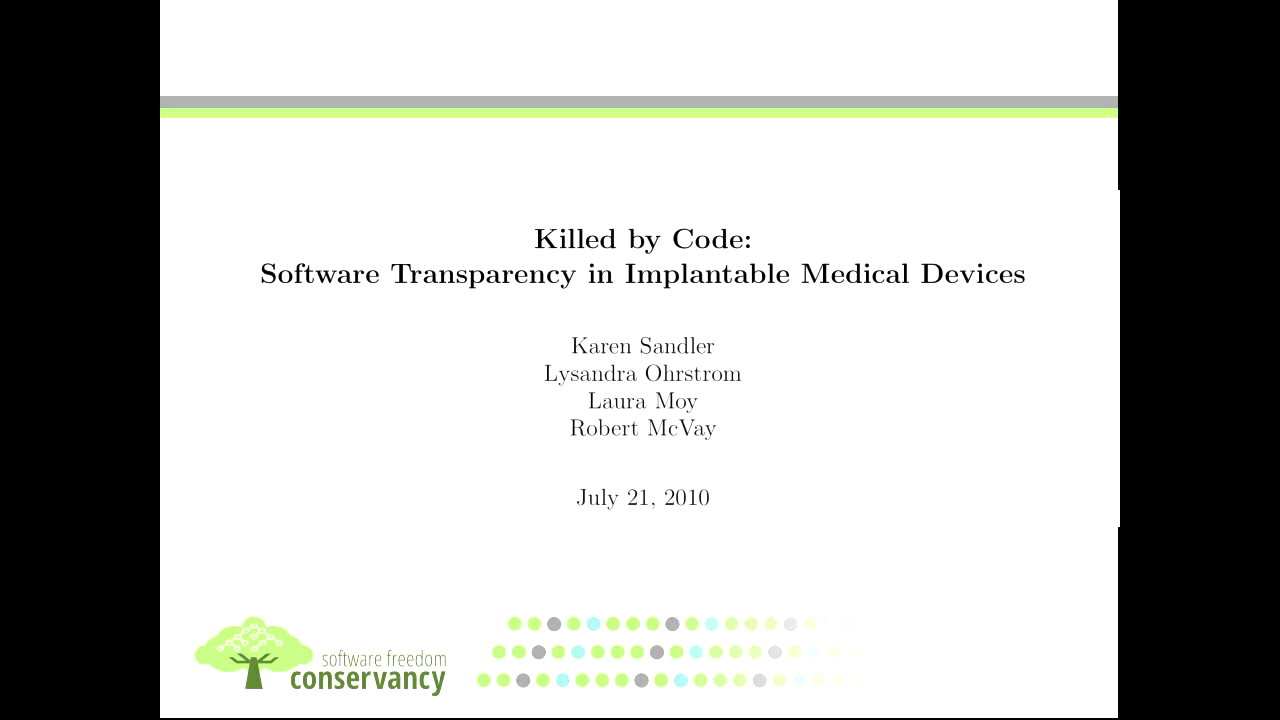 Killed by Code:
Software Transparency in Implantable Medical Devices
Karen Sandler
Lysandra Ohrstrom
Laura Moy
Robert McVay
July 21, 2010
software freedom
conservancy